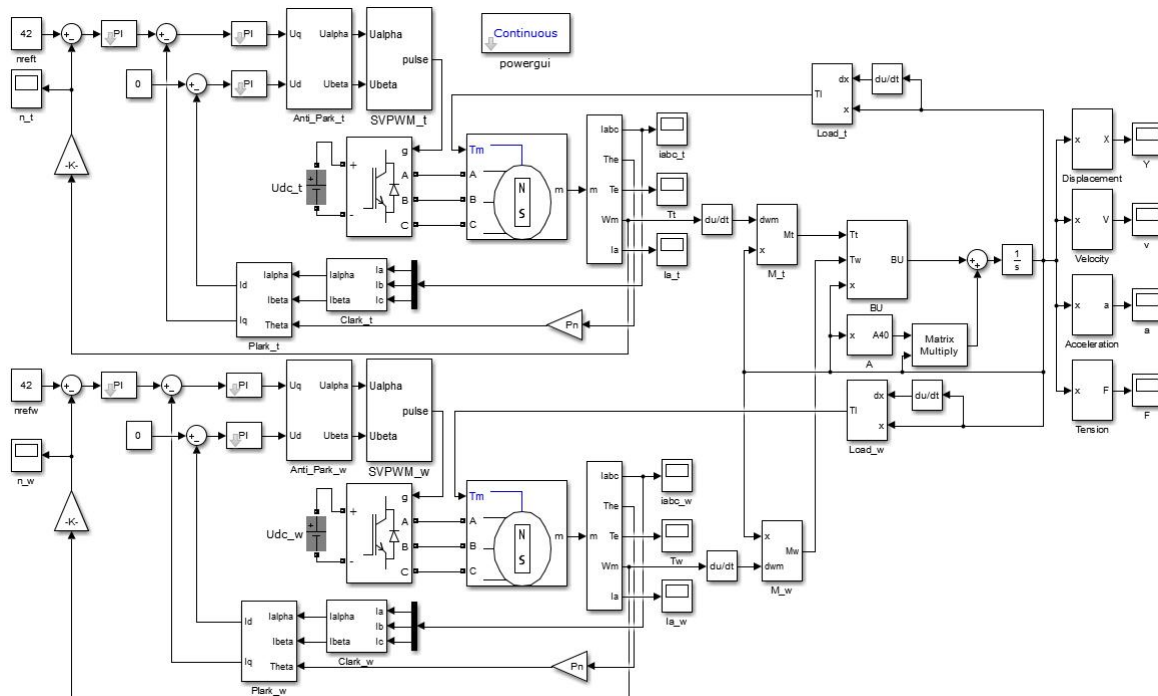 42
nreft
n_t
-K-
PI
PI
0
PI
Uq
Ud
Ualpha
Ubeta
Anti_Park_t
Ualpha
Ubeta
pulse
SVPWM_t
Continuous
powergui
Udc_t
+
-
g
A
B
C
Tm
A
B
C
N
S
m
m
Iabc
The
Te
Wm
Ia
iabc_t
Tt
Ia_t
Ialpha
Ibeta
Ia
Ib
Ic
Clark_t
Id
Iq
Ialpha
Ibeta
Theta
Plark_t
Pn
du/dt
dwm
x
Mt
M_t
Tl
dx
x
Load_t
du/dt
Tt
Tw
x
BU
BU
1
s
x
A40
A
Matrix
Multiply
x
X
Displacement
Y
x
V
Velocity
v
x
a
Acceleration
a
x
F
Tension
F
42
nrefw
n_w
-K-
PI
PI
0
PI
Uq
Ud
Ualpha
Ubeta
Anti_Park_w
Ualpha
Ubeta
pulse
SVPWM_w
Udc_w
+
-
g
A
B
C
Tm
A
B
C
N
S
m
m
Iabc
The
Te
Wm
Ia
iabc_w
Tw
Ia_w
Ialpha
Ibeta
Ia
Ib
Ic
Clark_w
Id
Iq
Ialpha
Ibeta
Theta
Plark_w
Pn
du/dt
x
dwm
Mw
M_w
Tl
dx
x
Load_w
du/dt